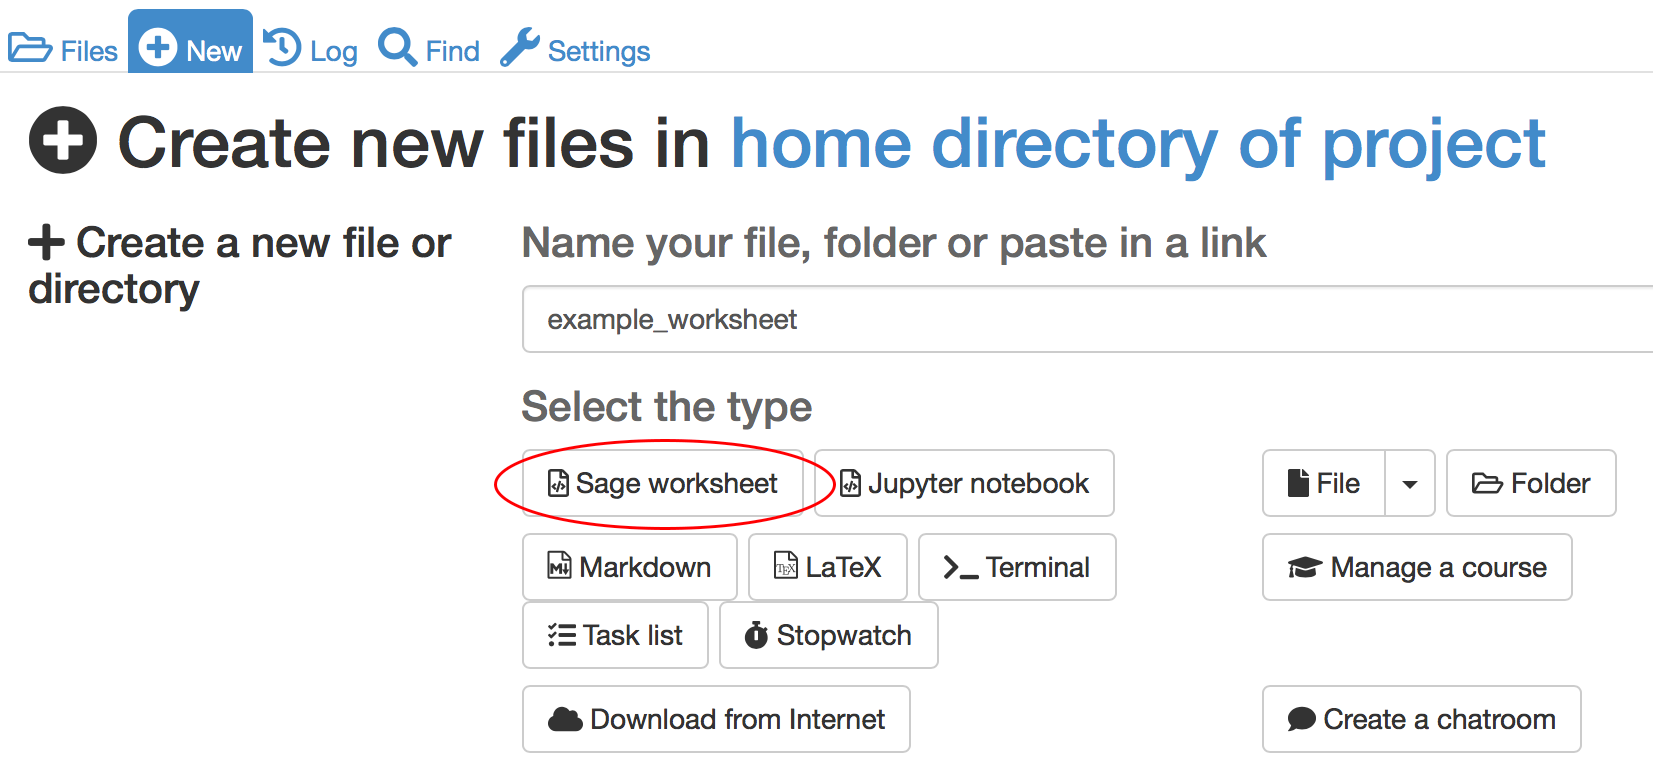 Files New Log Find Settings
Create new files in home directory of project
Create a new file or
directory
Name your file, folder or paste in a link
example_worksheet
Select the type
Sage worksheet Jupyter notebook File Folder
Markdown LaTeX Terminal Manage a course
Task list Stopwatch
Download from Internet Create a chatroom